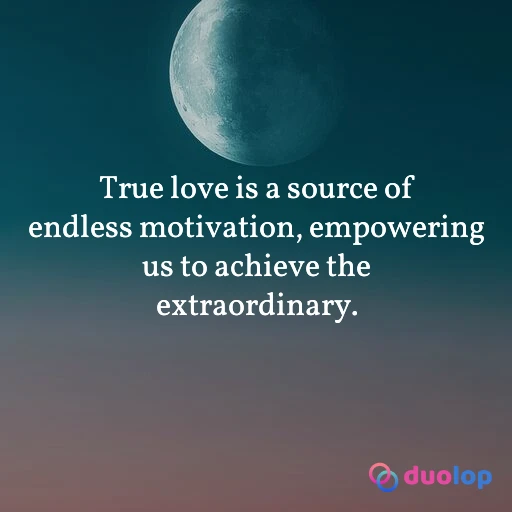 True love is a source of
endless motivation, empowering
us to achieve the
extraordinary.
duolop